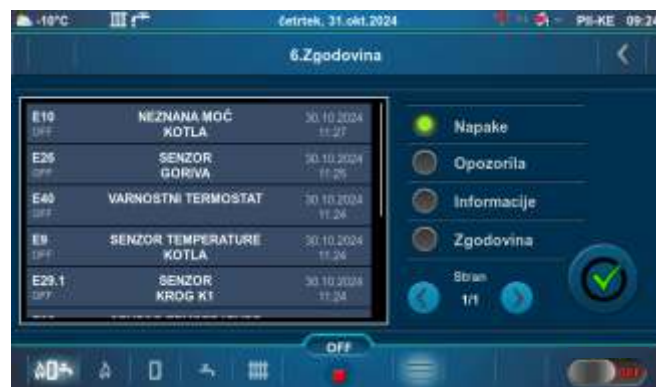 -10°C
četrtek, 31.okt.2024
PII-KE 09:24
6.Zgodovina
E10 NEZNANA MOČ 30.10.2024
OFF KOTLA 11:27
E26 SENZOR 30.10.2024
OFF GORIVA 11:25
E40 VARNOSTNI TERMOSTAT 30.10.2024
OFF 11:24
E9 SENZOR TEMPERATURE 30.10.2024
OFF KOTLA 11:24
E29.1 SENZOR 30.10.2024
OFF KROG K1 11:24
Napake
Opozorila
Informacije
Zgodovina
Stran
1/1
OFF
OFF